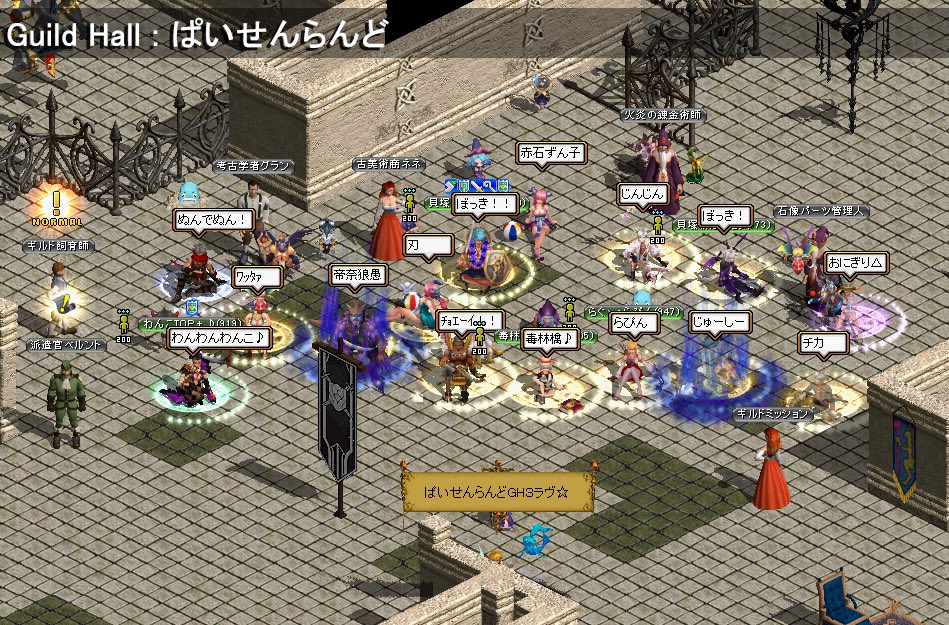 Guild Hall : ぱいせんらんど
火炎の錬金術師
赤石ずん子
考古学者グラン
古美術商ネネ
じんじん
NORMAL
ぬんでぬん！
ぼっき！！
ぼっき！
石像パーツ管理人
ギルド飼育師
刃
おにぎり△
ﾜｯﾀｧ
帝奈狼愚
200
200
200
200
わんわんわんこ♪
毒林檎♪
らびん
じゅーしー
チカ
派遣官ベルント
ギルドミッション
ぱいせんらんどGH3ラヴ☆